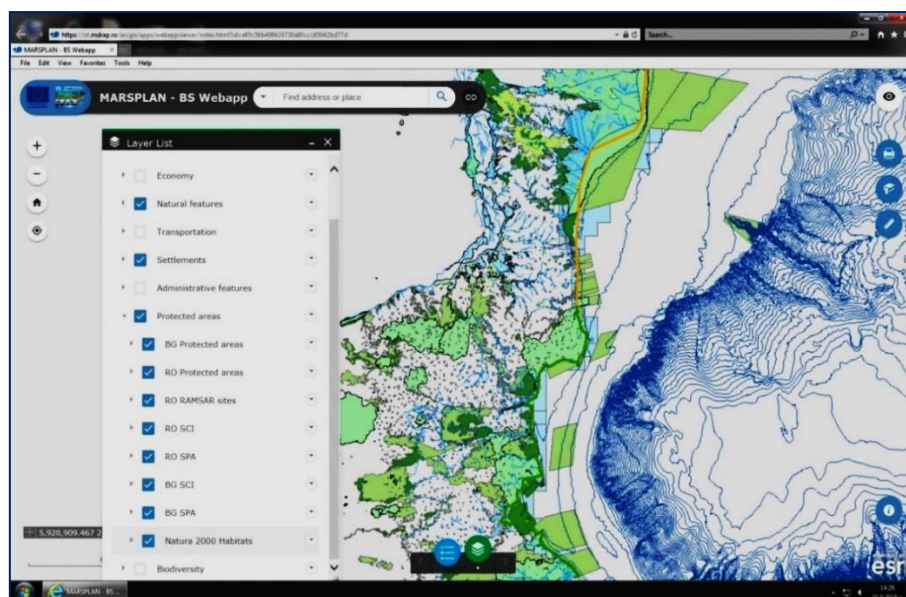 MARSPLAN - BS Webapp
Search...
File Edit View Favorites Tools Help
MARSPLAN - BS Webapp
Find address or place
Layer List
Economy
Natural features
Transportation
Settlements
Administrative features
Protected areas
BG Protected areas
RO Protected areas
RO RAMSAR sites
RO SCI
RO SPA
BG SCI
BG SPA
Natura 2000 Habitats
Biodiversity
esri
MARSPLAN - BS ...